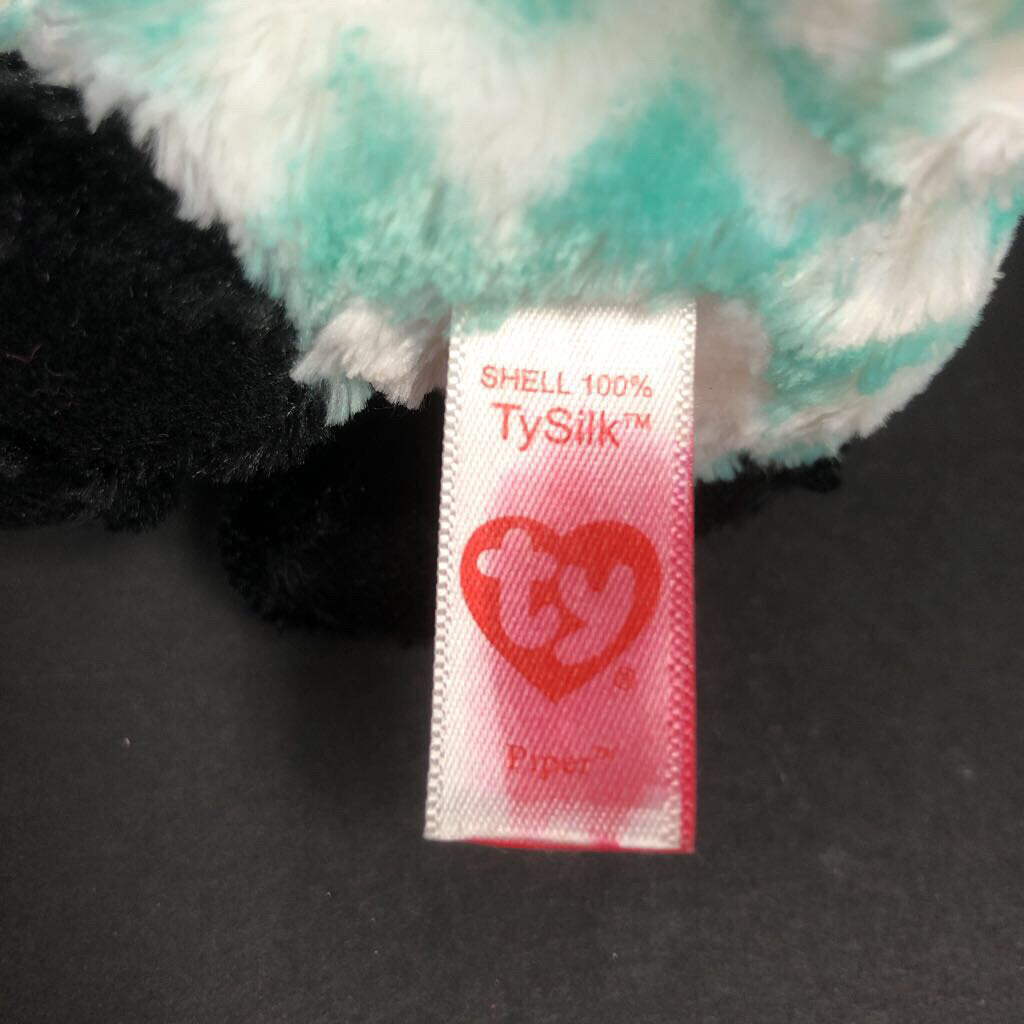 SHELL 100%
TySilk™
ty
®
Piper™